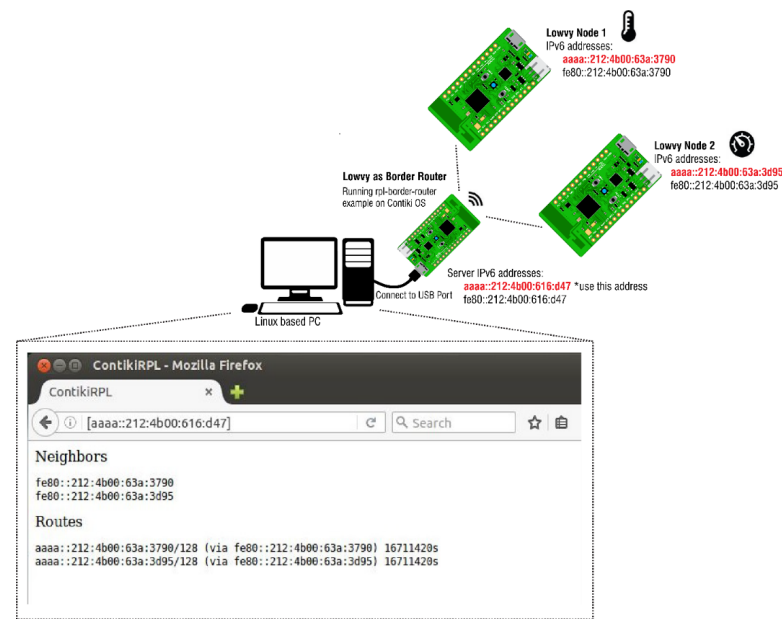 Lowvy Node 1
IPv6 addresses:
aaaa::212:4b00:63a:3790
fe80::212:4b00:63a:3790
Lowvy Node 2
IPv6 addresses:
aaaa::212:4b00:63a:3d95
fe80::212:4b00:63a:3d95
Lowvy as Border Router
Running rpl-border-router
example on Contiki OS
Server IPv6 addresses:
aaaa::212:4b00:616:d47 *use this address
fe80::212:4b00:616:d47
Connect to USB Port
Linux based PC
ContikiRPL - Mozilla Firefox
ContikiRPL
[aaaa::212:4b00:616:d47]
Search
Neighbors
fe80::212:4b00:63a:3790
fe80::212:4b00:63a:3d95
Routes
aaaa::212:4b00:63a:3790/128 (via fe80::212:4b00:63a:3790) 16711420s
aaaa::212:4b00:63a:3d95/128 (via fe80::212:4b00:63a:3d95) 16711420s